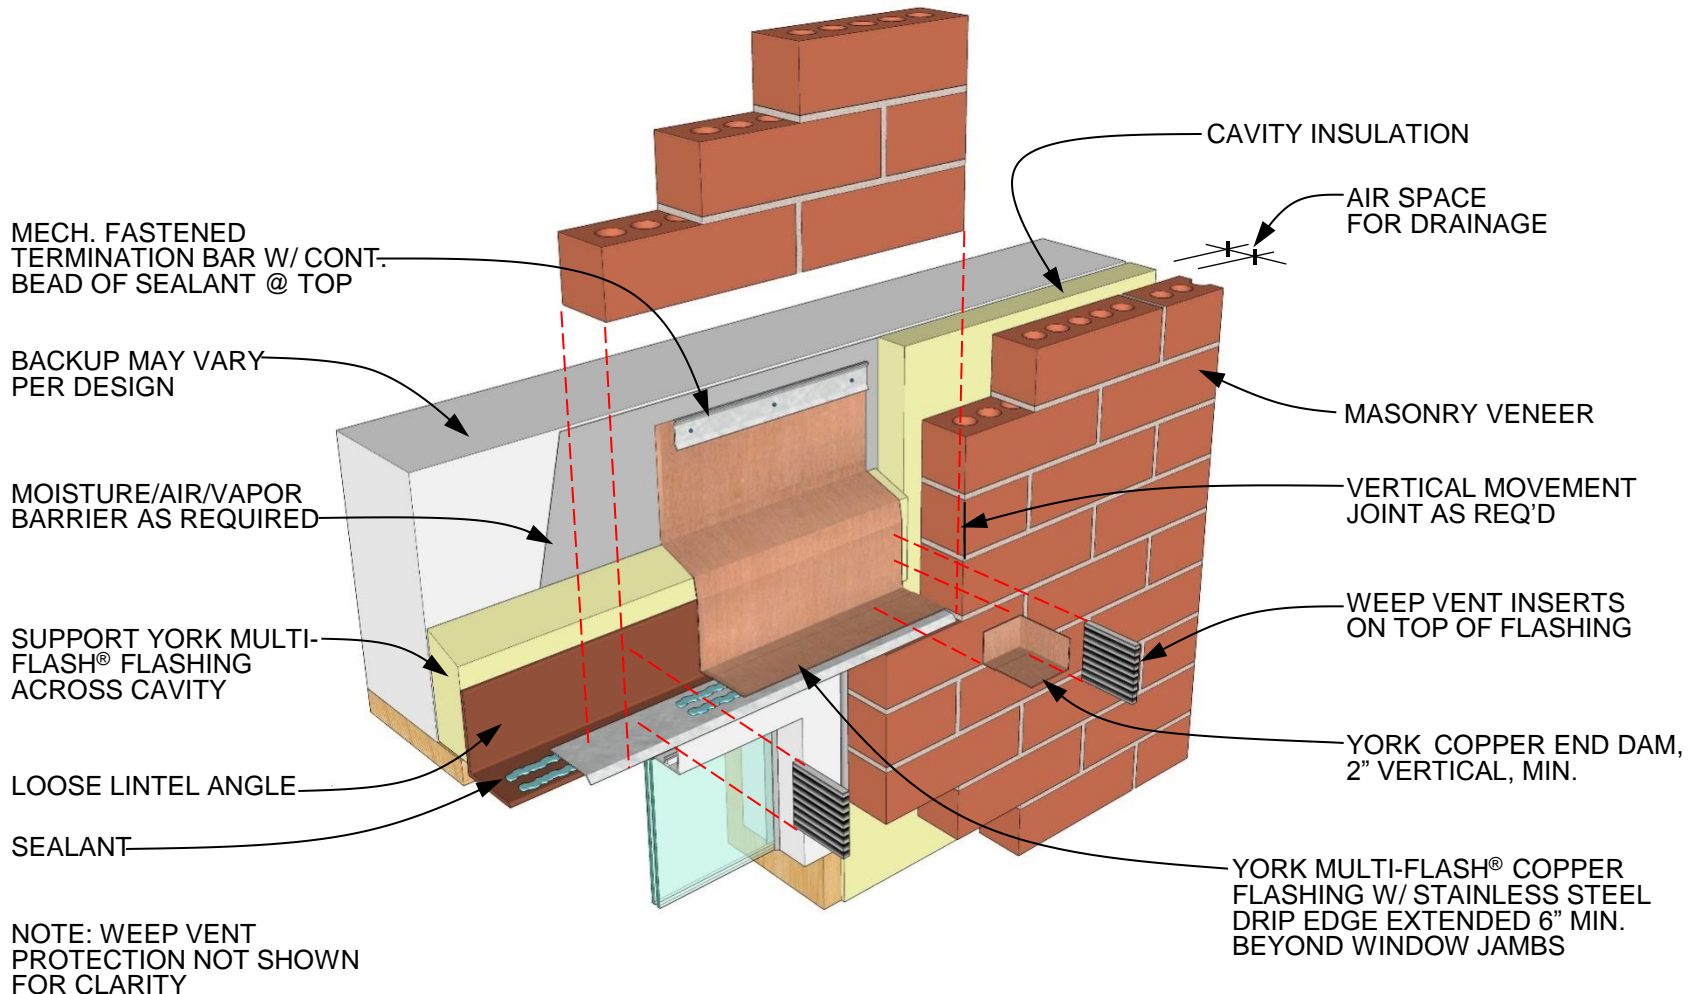 MECH. FASTENED
TERMINATION BAR W/ CONT.
BEAD OF SEALANT @ TOP
BACKUP MAY VARY
PER DESIGN
MOISTURE/AIR/VAPOR
BARRIER AS REQUIRED
SUPPORT YORK MULTI-
FLASH® FLASHING
ACROSS CAVITY
LOOSE LINTEL ANGLE
SEALANT
NOTE: WEEP VENT
PROTECTION NOT SHOWN
FOR CLARITY
CAVITY INSULATION
AIR SPACE
FOR DRAINAGE
MASONRY VENEER
VERTICAL MOVEMENT
JOINT AS REQ'D
WEEP VENT INSERTS
ON TOP OF FLASHING
YORK COPPER END DAM,
2” VERTICAL, MIN.
YORK MULTI-FLASH® COPPER
FLASHING W/ STAINLESS STEEL
DRIP EDGE EXTENDED 6” MIN.
BEYOND WINDOW JAMBS